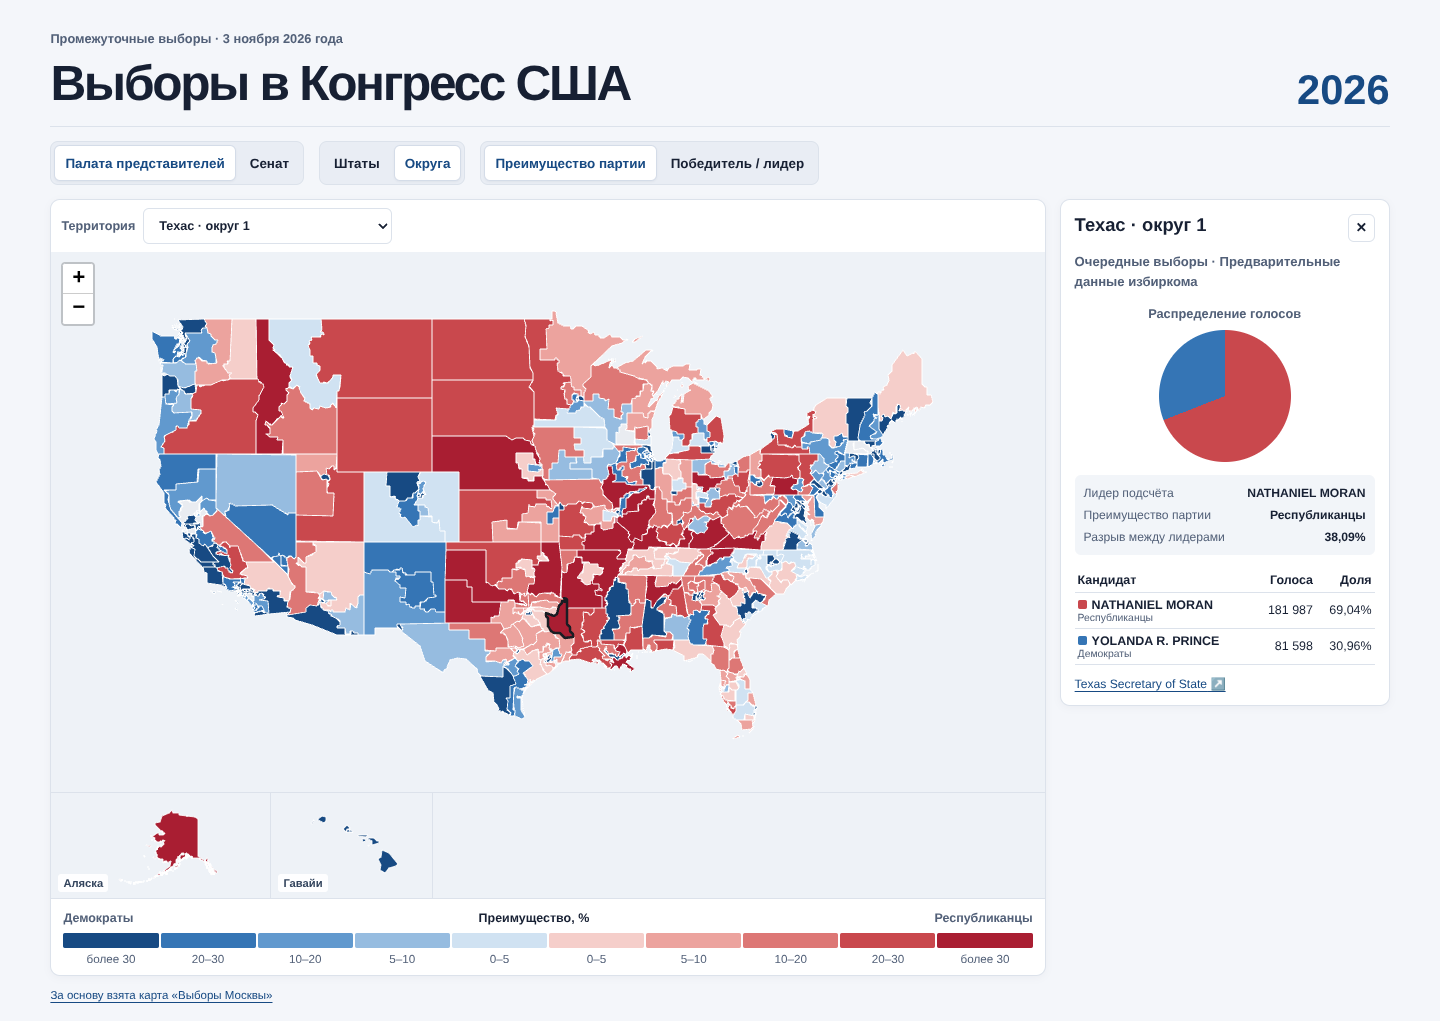 Промежуточные выборы · 3 ноября 2026 года
Выборы в Конгресс США
2026
Палата представителей Сенат Штаты Округа Преимущество партии Победитель / лидер
Территория Техас · округ 1
+
−
Аляска
Гавайи
Демократы Преимущество, % Республиканцы
более 30 20–30 10–20 5–10 0–5 0–5 5–10 10–20 20–30 более 30
За основу взята карта «Выборы Москвы»
Техас · округ 1 ×
Очередные выборы · Предварительные
данные избиркома
Распределение голосов
Лидер подсчёта NATHANIEL MORAN
Преимущество партии Республиканцы
Разрыв между лидерами 38,09%
Кандидат Голоса Доля
NATHANIEL MORAN 181 987 69,04%
Республиканцы
YOLANDA R. PRINCE 81 598 30,96%
Демократы
Texas Secretary of State ↗